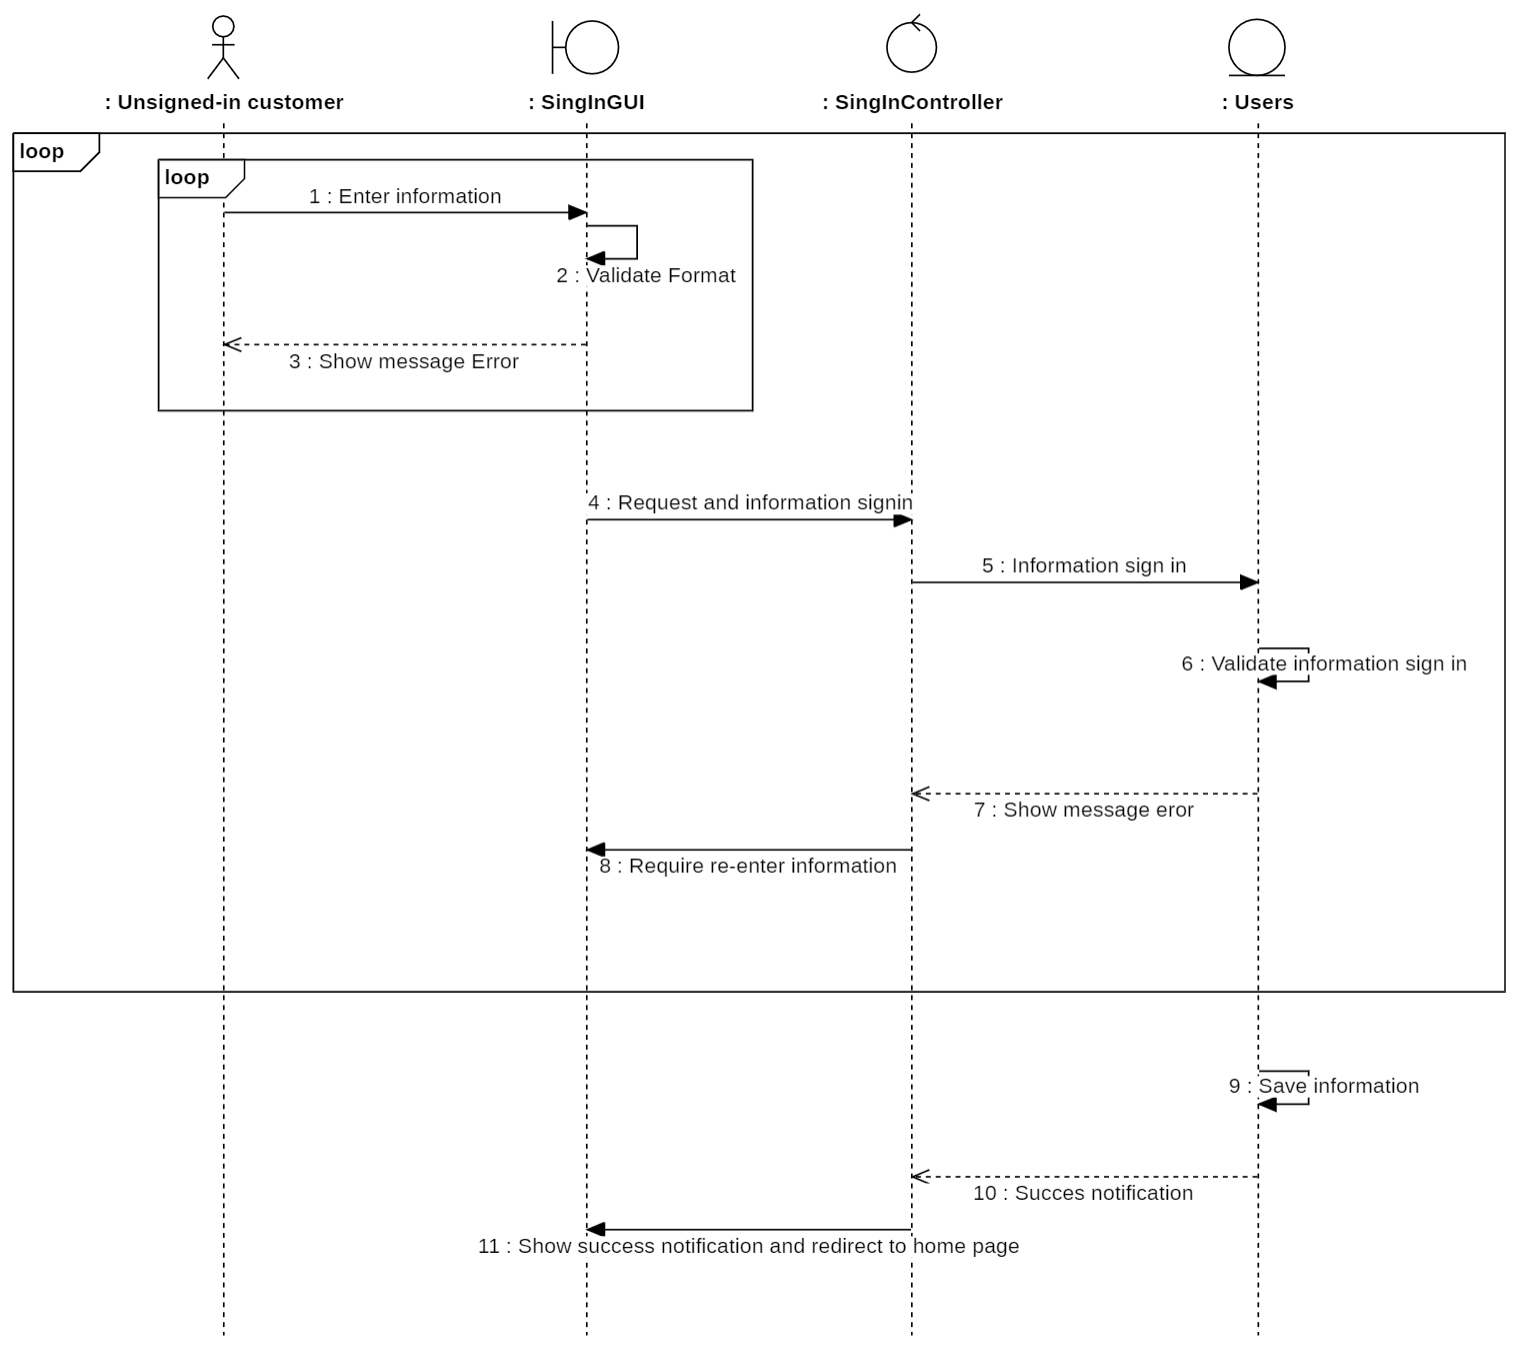 : Unsigned-in customer
: SingInGUI
: SingInController
: Users
loop
loop
1 : Enter information
2 : Validate Format
3 : Show message Error
4 : Request and information signin
5 : Information sign in
6 : Validate information sign in
7 : Show message eror
8 : Require re-enter information
9 : Save information
10 : Succes notification
11 : Show success notification and redirect to home page